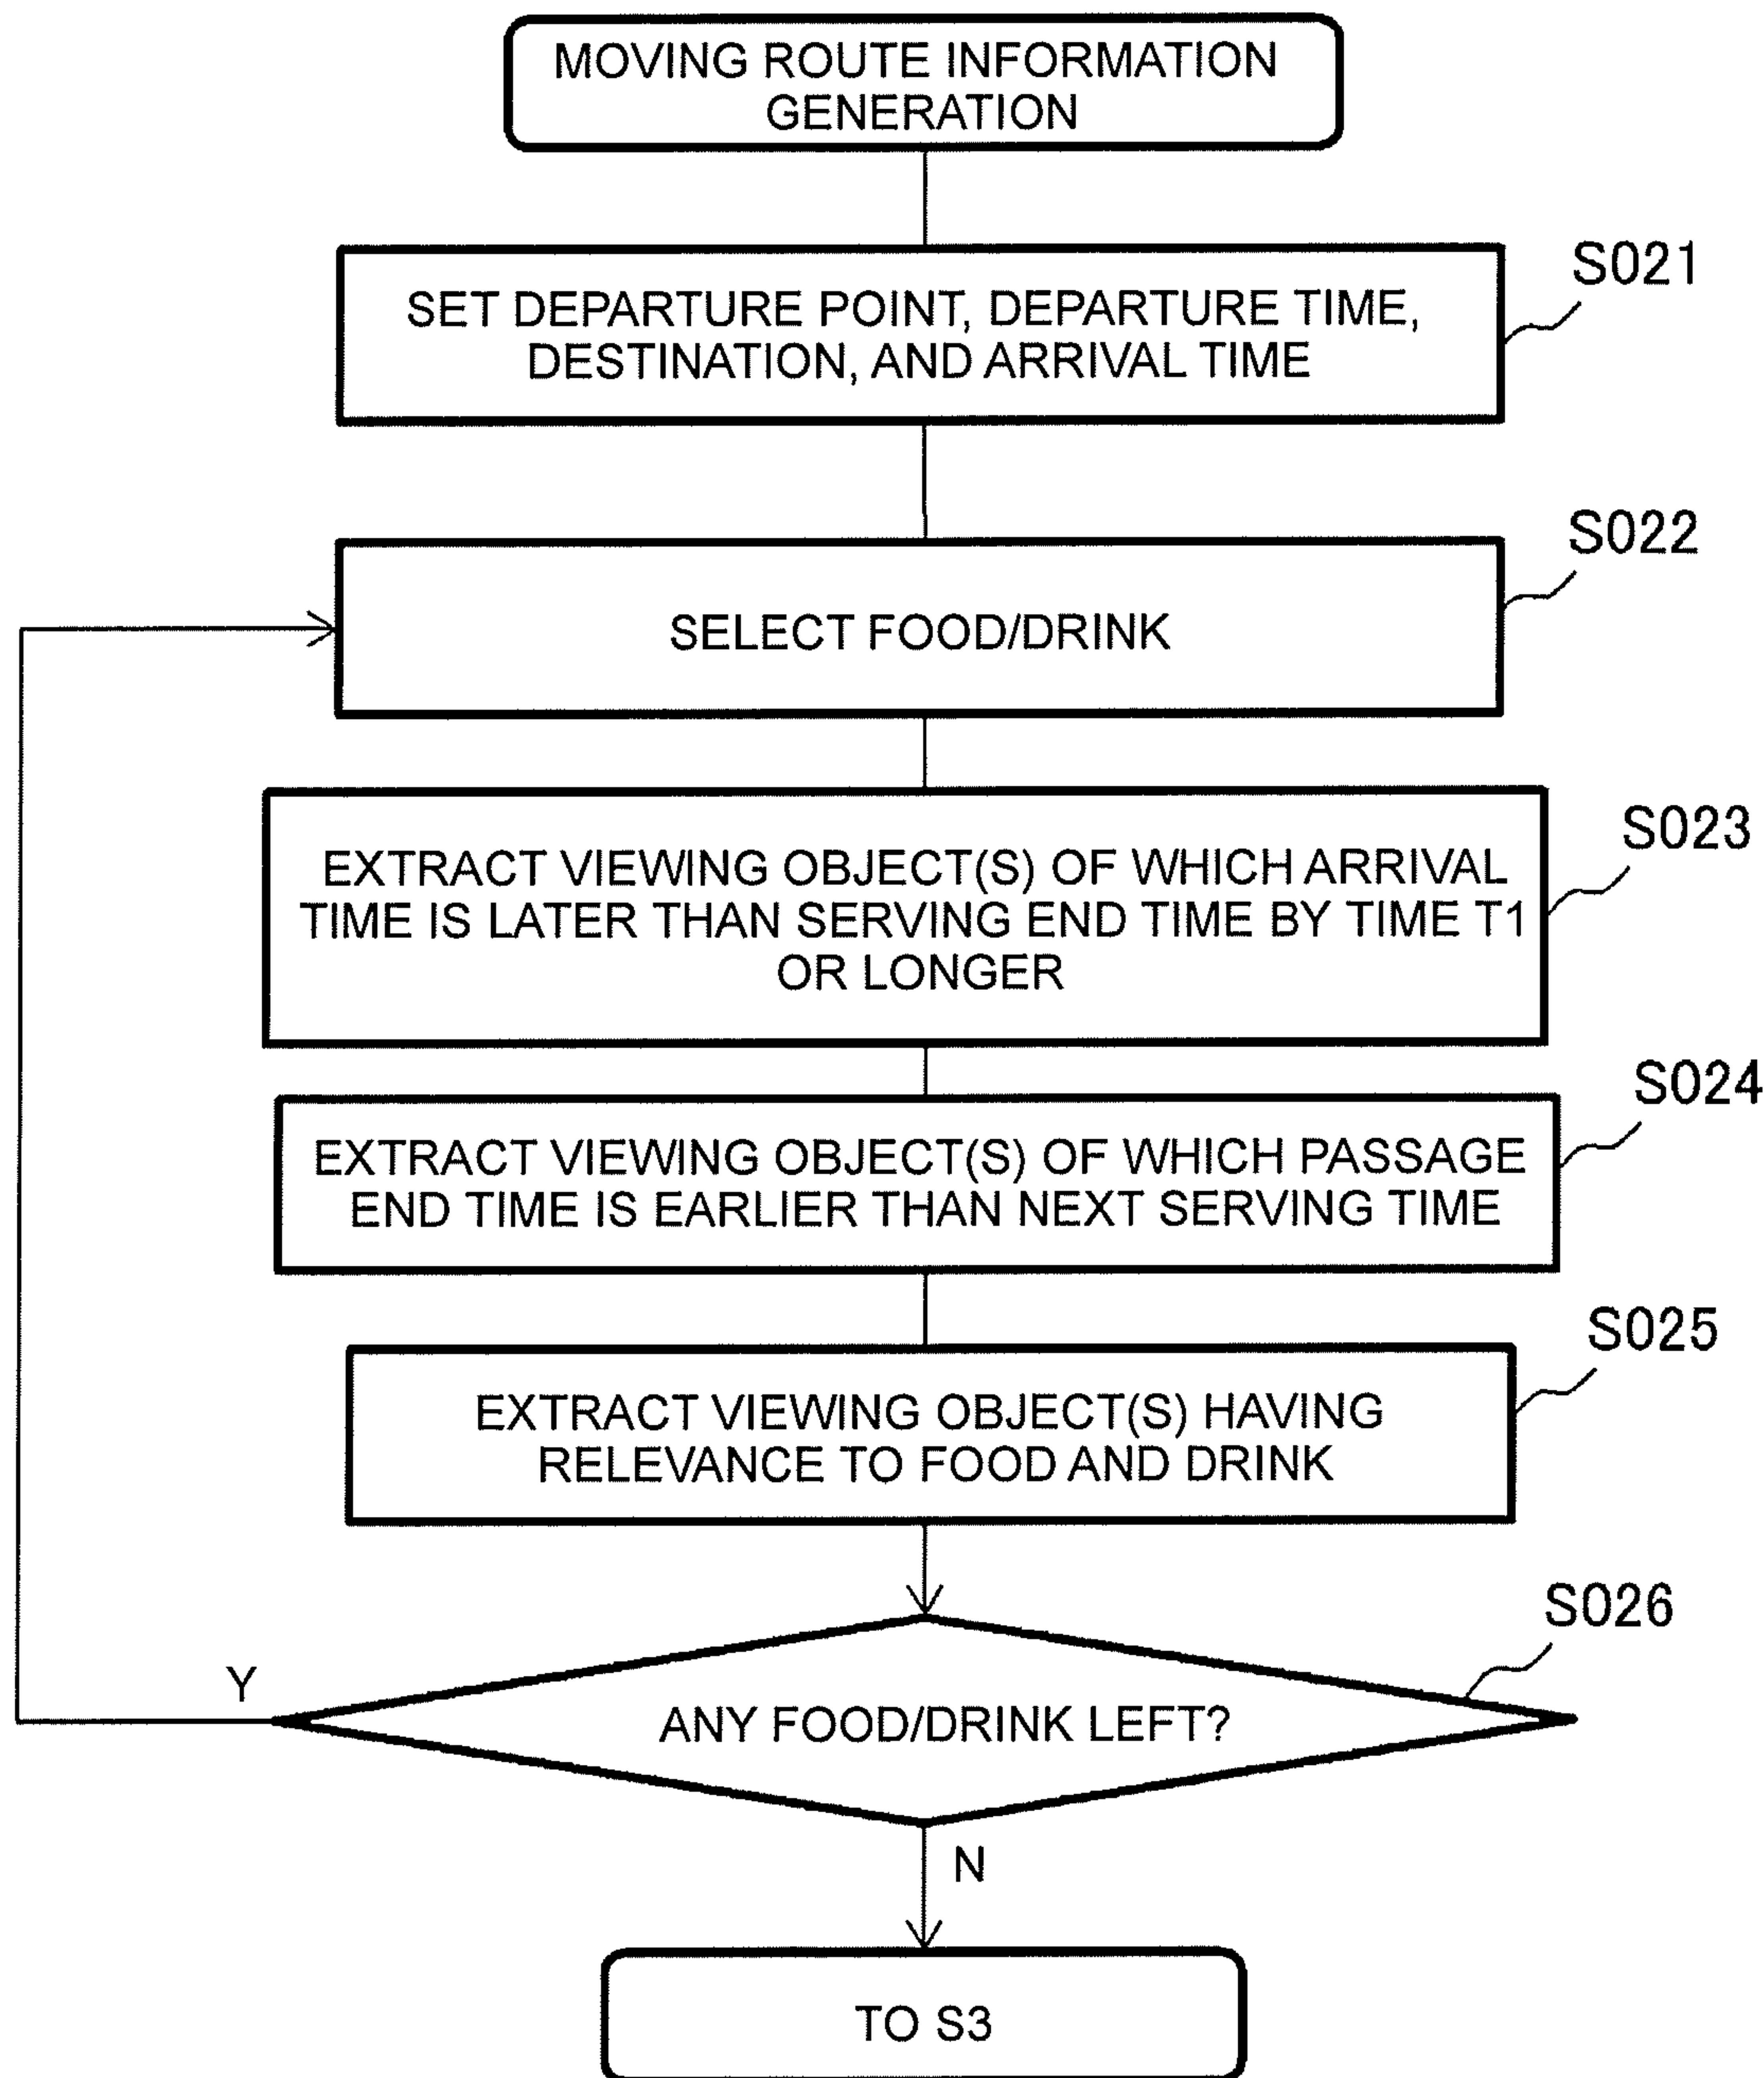 MOVING ROUTE INFORMATION
GENERATION
S021
SET DEPARTURE POINT, DEPARTURE TIME,
DESTINATION, AND ARRIVAL TIME
S022
SELECT FOOD/DRINK
S023
EXTRACT VIEWING OBJECT(S) OF WHICH ARRIVAL
TIME IS LATER THAN SERVING END TIME BY TIME T1
OR LONGER
S024
EXTRACT VIEWING OBJECT(S) OF WHICH PASSAGE
END TIME IS EARLIER THAN NEXT SERVING TIME
S025
EXTRACT VIEWING OBJECT(S) HAVING
RELEVANCE TO FOOD AND DRINK
S026
Y
ANY FOOD/DRINK LEFT?
N
TO S3